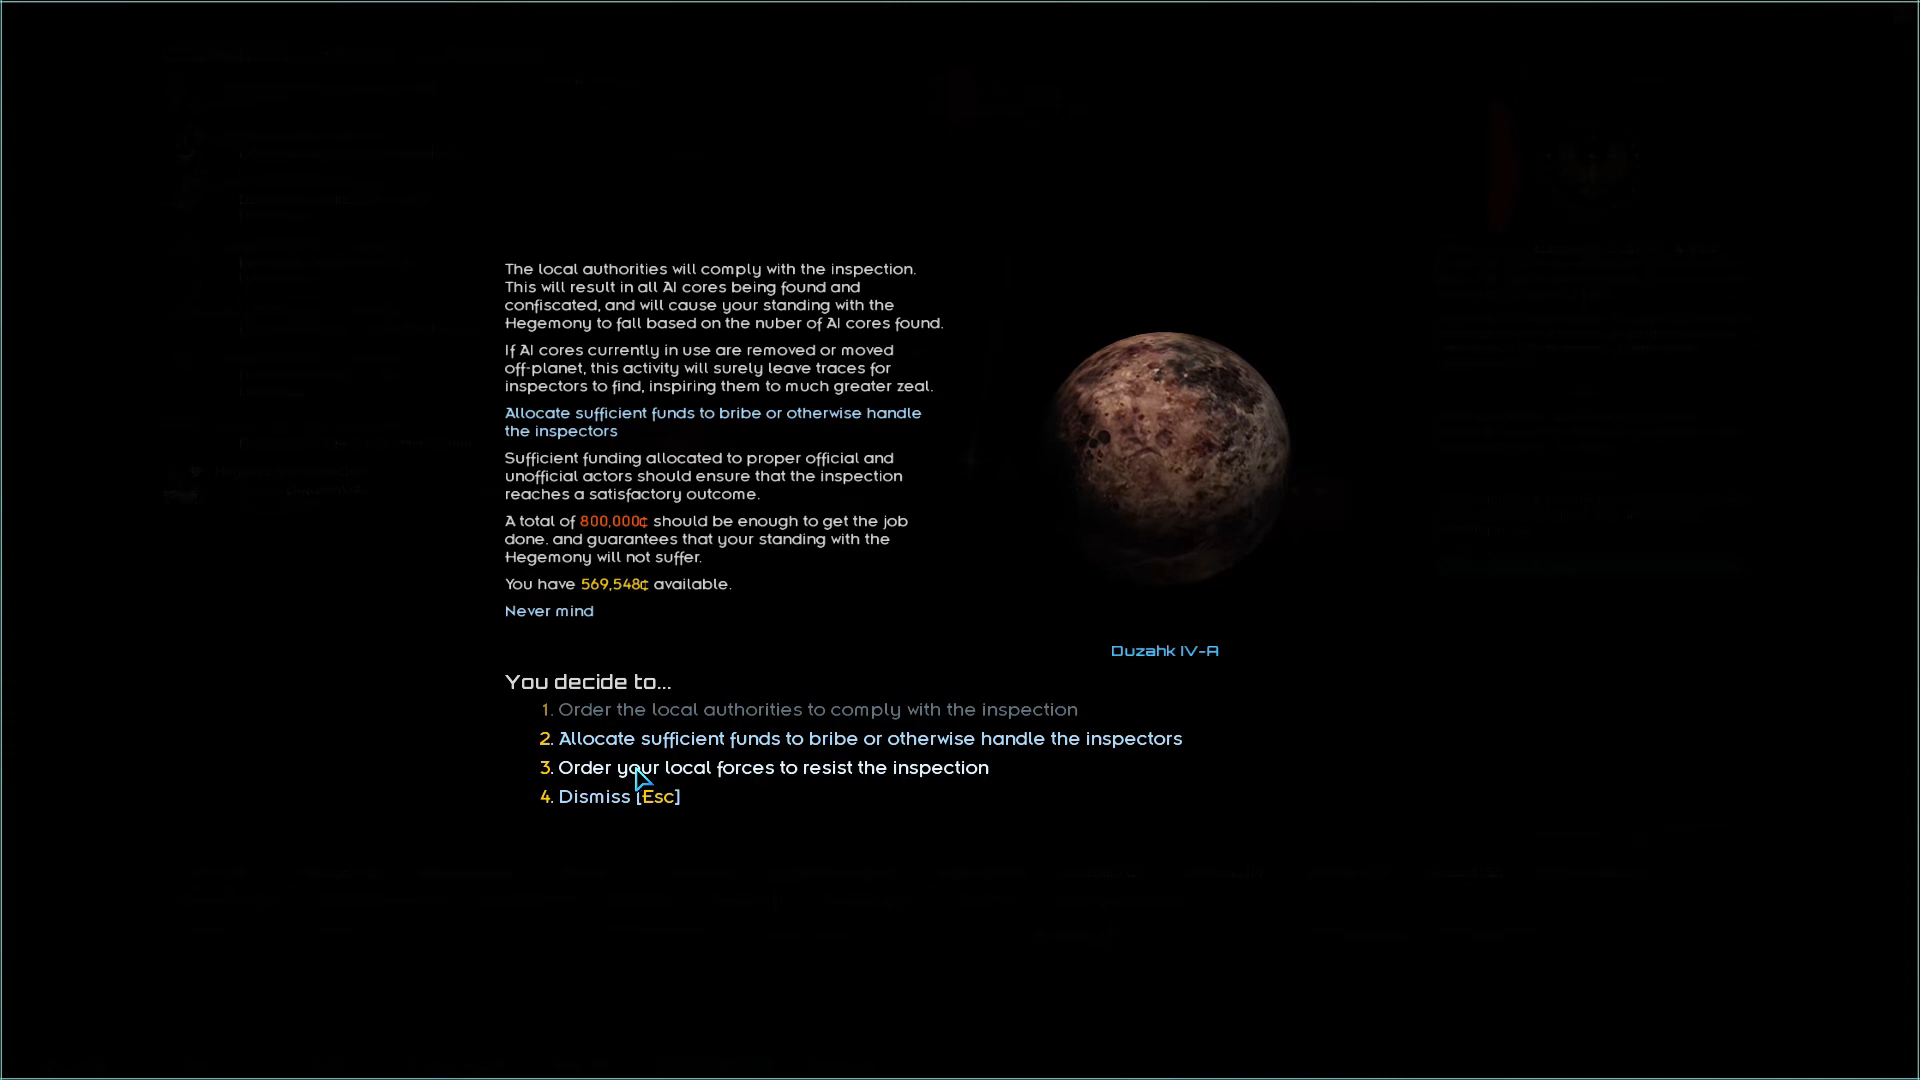 The local authorities will comply with the inspection.
This will result in all AI cores being found and
confiscated, and will cause your standing with the
Hegemony to fall based on the nuber of AI cores found.
If AI cores currently in use are removed or moved
off-planet, this activity will surely leave traces for
inspectors to find, inspiring them to much greater zeal.
Allocate sufficient funds to bribe or otherwise handle
the inspectors
Sufficient funding allocated to proper official and
unofficial actors should ensure that the inspection
reaches a satisfactory outcome.
A total of 800,000¢ should be enough to get the job
done, and guarantees that your standing with the
Hegemony will not suffer.
You have 569,548¢ available.
Never mind
Duzahk IV-A
You decide to...
1. Order the local authorities to comply with the inspection
2. Allocate sufficient funds to bribe or otherwise handle the inspectors
3. Order your local forces to resist the inspection
4. Dismiss [Esc]